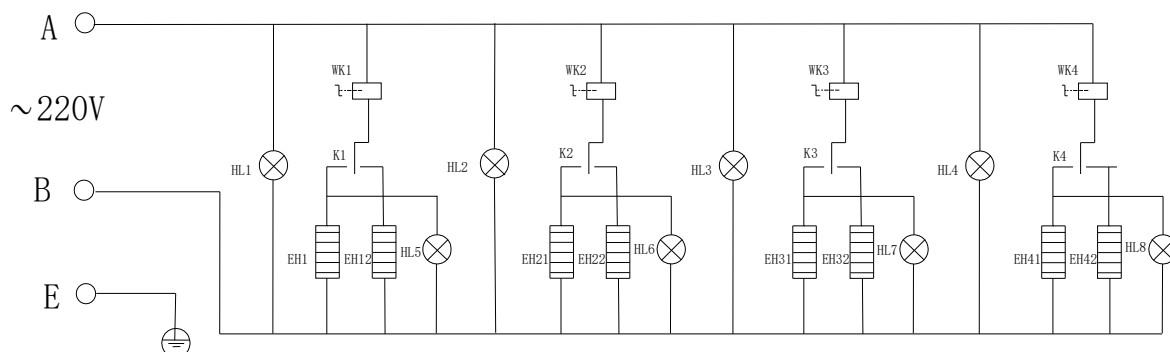 A
~220V
B
E
WK1
WK2
WK3
WK4
K1
K2
K3
K4
HL1
HL2
HL3
HL4
EH1
EH12
HL5
EH21
EH22
HL6
EH31
EH32
HL7
EH41
EH42
HL8